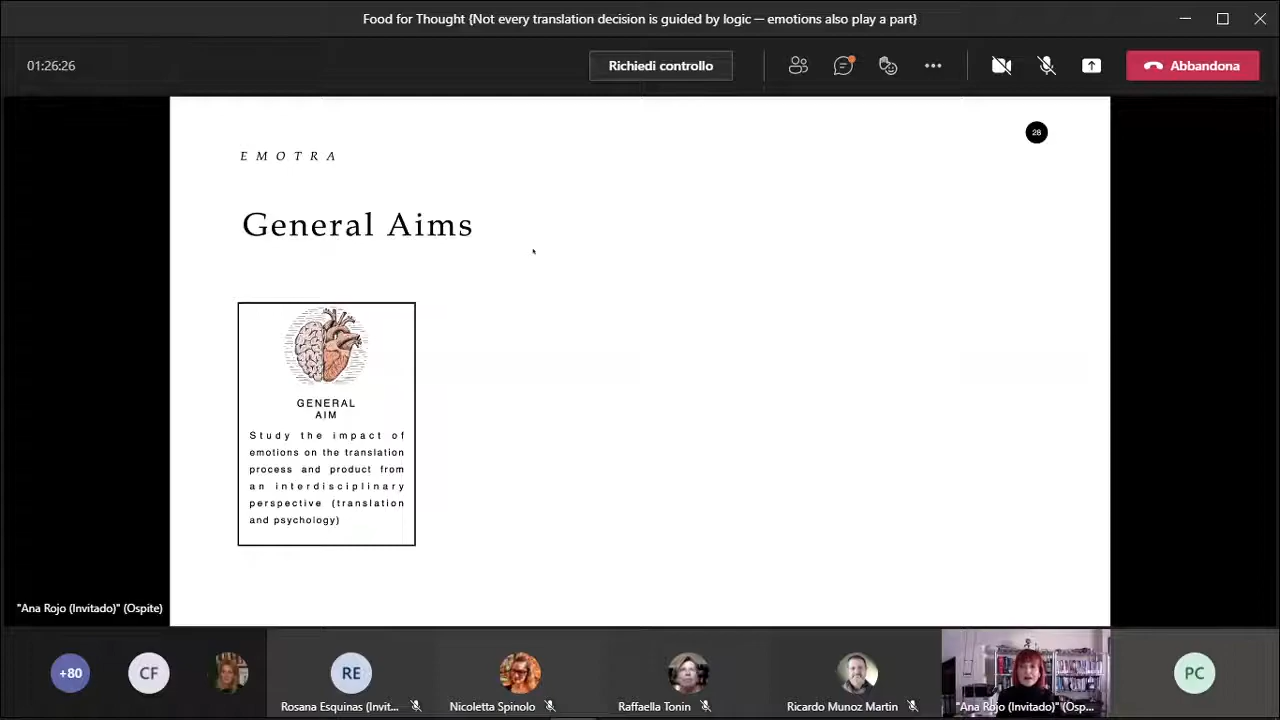 Food for Thought {Not every translation decision is guided by logic — emotions also play a part}
01:26:26
Richiedi controllo
Abbandona
28
EMOTRA
General Aims
GENERAL
AIM
Study the impact of
emotions on the translation
process and product from
an interdisciplinary
perspective (translation
and psychology)
"Ana Rojo (Invitado)" (Ospite)
+80
CF
RE
PC
Rosana Esquinas (Invit...
Nicoletta Spinolo
Raffaella Tonin
Ricardo Munoz Martin
"Ana Rojo (Invitado)" (Osp...